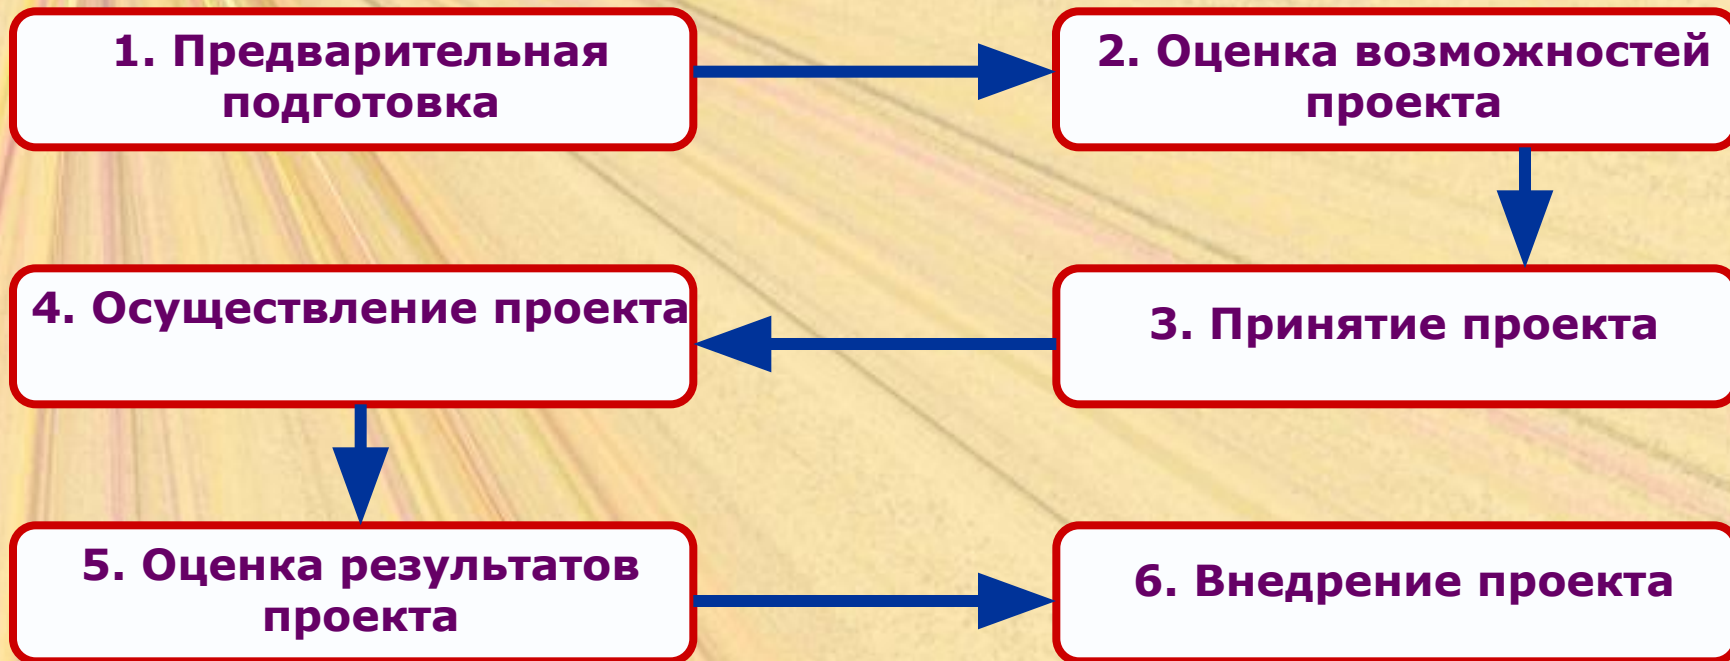 1. Предварительная
подготовка
2. Оценка возможностей
проекта
3. Принятие проекта
4. Осуществление проекта
5. Оценка результатов
проекта
6. Внедрение проекта